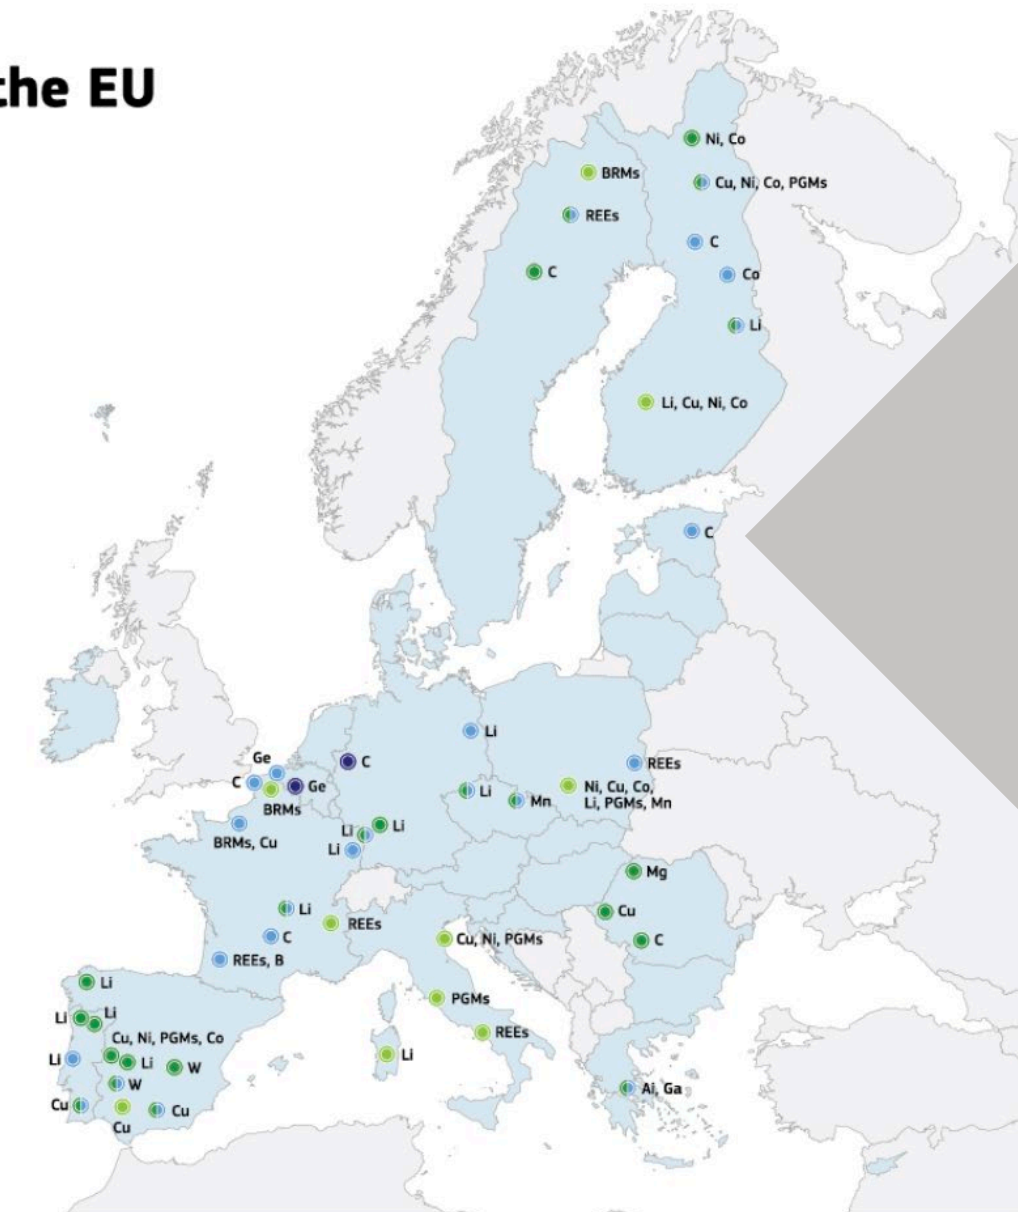 the EU
Ni, Co
BRMs
Cu, Ni, Co, PGMs
REEs
C
C
Co
Li
Li, Cu, Ni, Co
C
Li
Ge
C
REEs
C
Ge
Li
Ni, Cu, Co,
Li, PGMs, Mn
Mn
BRMs
BRMs, Cu
Li
Li
Li
Mg
Li
Cu
REEs
C
Cu, Ni, PGMs
C
REEs, B
Li
PGMs
Li
Li
REEs
Cu, Ni, PGMs, Co
Li
Li
Li
W
W
Ai, Ga
Cu
Cu
Cu